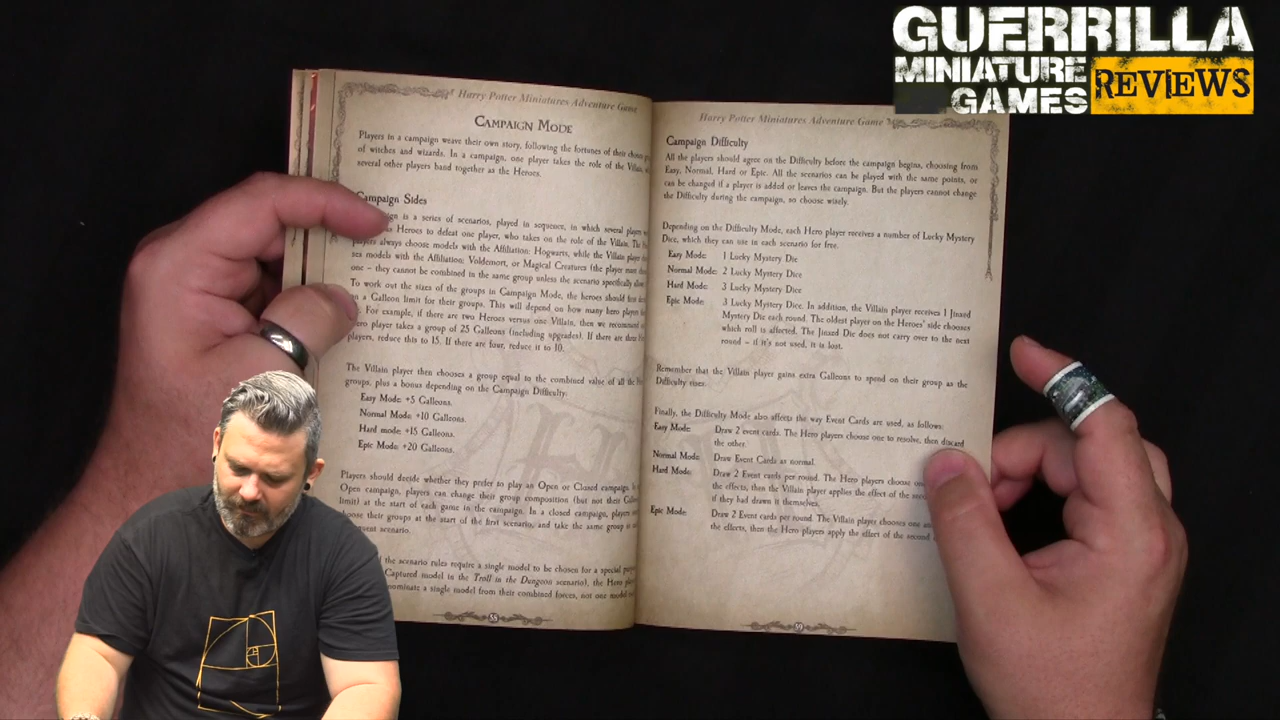 GUERRILLA
MINIATURE
GAMES
REVIEWS
Harry Potter Miniatures Adventure Game
CAMPAIGN MODE
Players in a campaign weave their own story, following the fortunes of their chosen
of witches and wizards. In a campaign, one player takes the role of the Villain,
several other players band together as the Heroes.
Campaign Sides
is a series of scenarios, played in sequence, in which several players
Heroes to defeat one player, who takes on the role of the Villain. The
players always choose models with the Affiliation: Hogwarts, while the Villain player
models with the Affiliation: Voldemort, or Magical Creatures (the player must
one – they cannot be combined in the same group unless the scenario specifically
To work out the sizes of the groups in Campaign Mode, the heroes should first
a Galleon limit for their groups. This will depend on how many hero players
For example, if there are two Heroes versus one Villain, then we recommend
player takes a group of 25 Galleons (including upgrades). If there are
players, reduce this to 15. If there are four, reduce it to 10.
The Villain player then chooses a group equal to the combined value of all the
groups, plus a bonus depending on the Campaign Difficulty.
Easy Mode: +5 Galleons.
Normal Mode: +10 Galleons.
Hard mode: +15 Galleons.
Epic Mode: +20 Galleons.
Players should decide whether they prefer to play an Open or Closed campaign.
Open campaign, players can change their group composition (but not their
limit) at the start of each game in the campaign. In a closed campaign, players
choose their groups at the start of the first scenario, and take the same group
scenario.
the scenario rules require a single model to be chosen for a special
Captured model in the Troll in the Dungeon scenario), the Hero
nominate a single model from their combined forces, not one model
58
Harry Potter Miniatures Adventure Game
Campaign Difficulty
All the players should agree on the Difficulty before the campaign begins, choosing from
Easy, Normal, Hard or Epic. All the scenarios can be played with the same points, or
can be changed if a player is added or leaves the campaign. But the players cannot change
the Difficulty during the campaign, so choose wisely.
Depending on the Difficulty Mode, each Hero player receives a number of Lucky Mystery
Dice, which they can use in each scenario for free.
Easy Mode: 1 Lucky Mystery Die
Normal Mode: 2 Lucky Mystery Dice
Hard Mode: 3 Lucky Mystery Dice
Epic Mode: 3 Lucky Mystery Dice. In addition, the Villain player receives 1 Jinxed
Mystery Die each round. The oldest player on the Heroes' side chooses
which roll is affected. The Jinxed Die does not carry over to the next
round – if it's not used, it is lost.
Remember that the Villain player gains extra Galleons to spend on their group as the
Difficulty rises.
Finally, the Difficulty Mode also affects the way Event Cards are used, as follows:
Easy Mode: Draw 2 event cards. The Hero players choose one to resolve, then discard
the other.
Normal Mode: Draw Event Cards as normal.
Hard Mode: Draw 2 Event cards per round. The Hero players choose one
the effects, then the Villain player applies the effect of the
if they had drawn it themselves.
Epic Mode: Draw 2 Event cards per round. The Villain player chooses one
the effects, then the Hero players apply the effect of the second
59